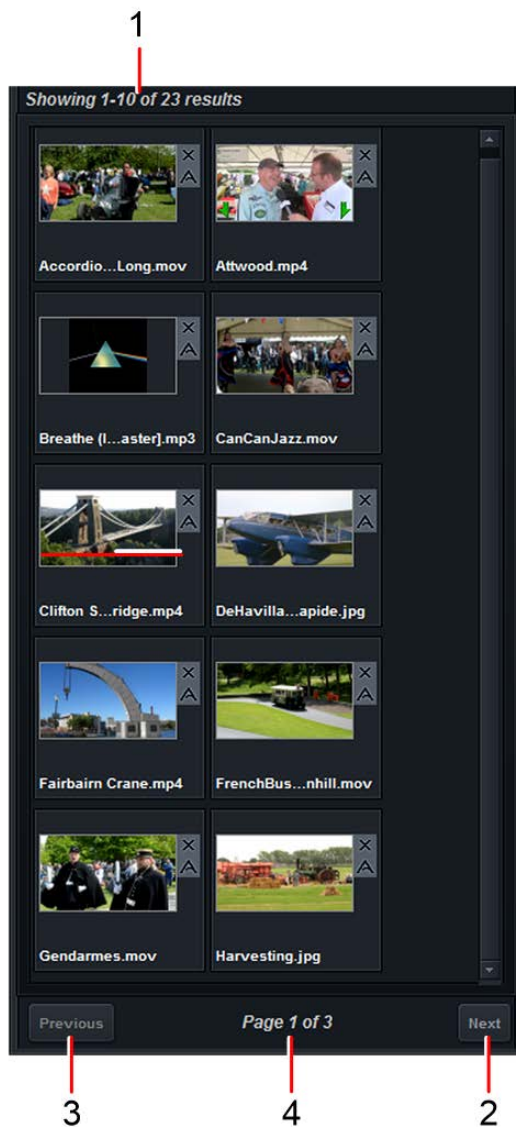 1
Showing 1-10 of 23 results
X
A
X
A
Accordio...Long.mov
Attwood.mp4
X
A
X
A
Breathe (I...aster].mp3
CanCanJazz.mov
X
A
X
A
Clifton S...ridge.mp4
DeHavilla...apide.jpg
X
A
X
A
Fairbairn Crane.mp4
FrenchBus...nhill.mov
X
A
X
A
Gendarmes.mov
Harvesting.jpg
Previous
Page 1 of 3
Next
3
4
2